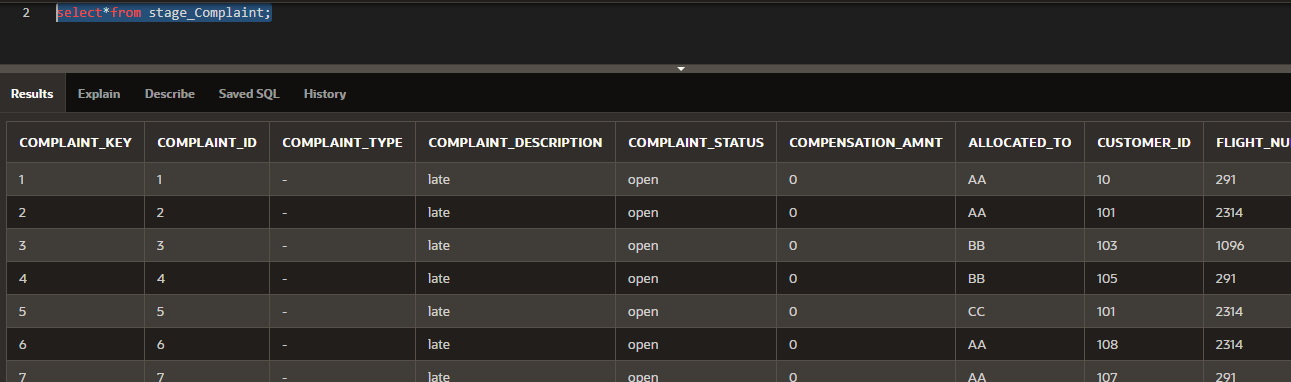 2 select*from stage_Complaint;
Results Explain Describe Saved SQL History
COMPLAINT_KEY COMPLAINT_ID COMPLAINT_TYPE COMPLAINT_DESCRIPTION COMPLAINT_STATUS COMPENSATION_AMNT ALLOCATED_TO CUSTOMER_ID FLIGHT_NU
1 1 - late open 0 AA 10 291
2 2 - late open 0 AA 101 2314
3 3 - late open 0 BB 103 1096
4 4 - late open 0 BB 105 291
5 5 - late open 0 CC 101 2314
6 6 - late open 0 AA 108 2314
7 7 - late open 0 AA 107 291